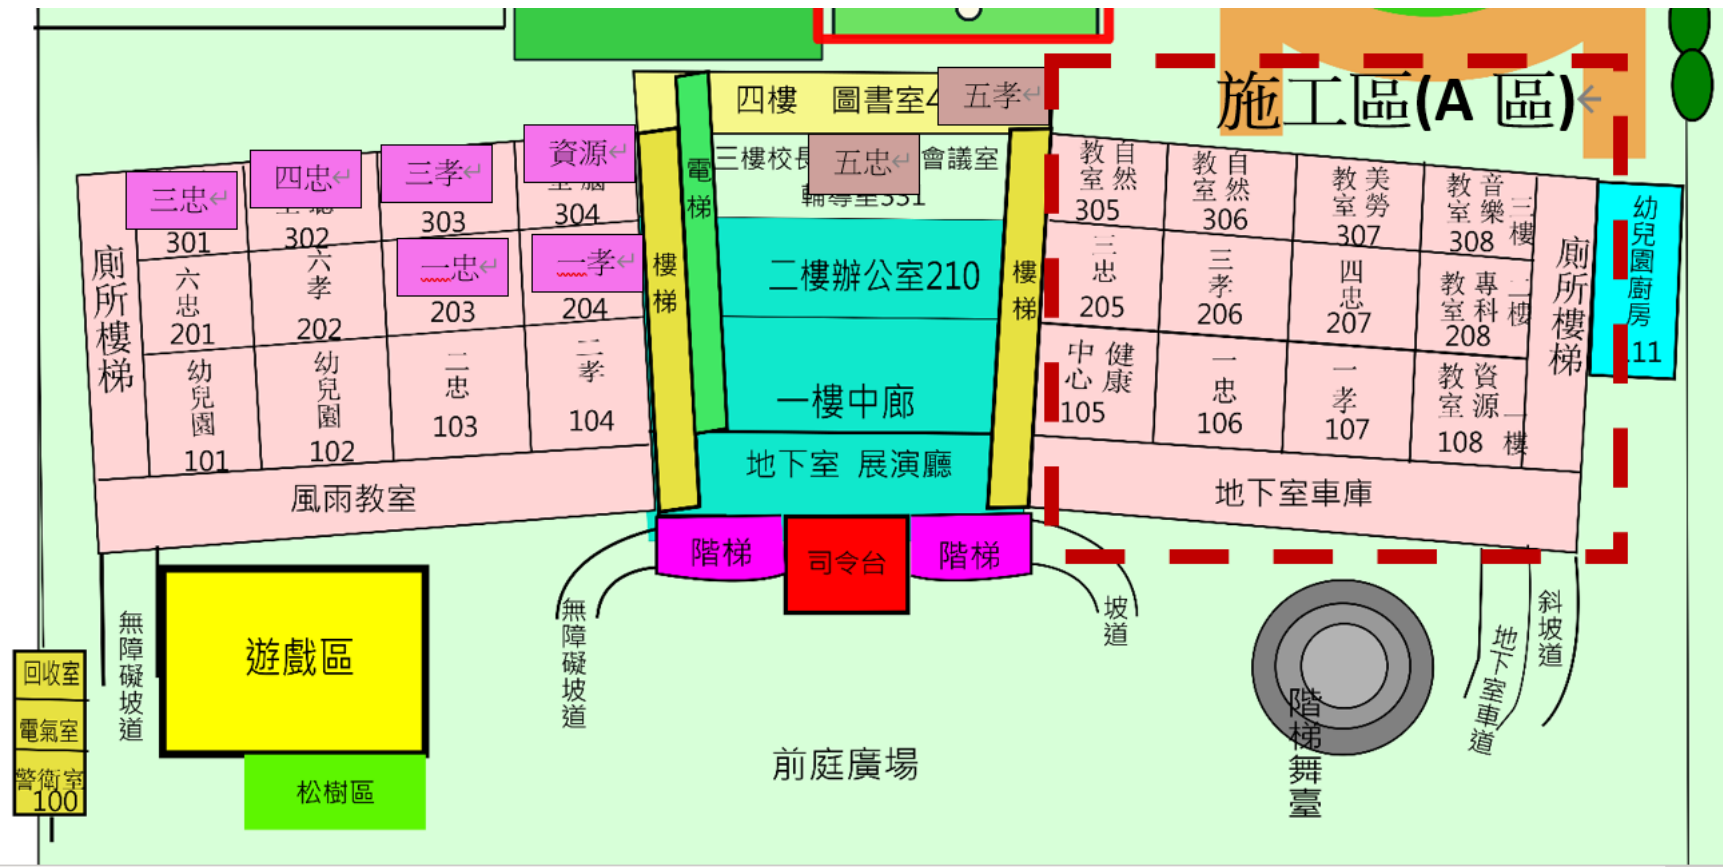 施工區(A 區)
四樓 圖書室4
五孝
三樓校長
五忠
會議室
輔導室331
電梯
樓梯
樓梯
二樓辦公室210
一樓中廊
地下室 展演廳
階梯
司令台
階梯
三忠
301
四忠
302
三孝
303
資源
304
六忠
201
六孝
202
一忠
203
一孝
204
幼兒園
101
幼兒園
102
二忠
103
二孝
104
廁所樓梯
風雨教室
自然教室
305
自然教室
306
美勞教室
307
音樂教室
308
三樓
二忠
205
三孝
206
四忠
207
專科教室
208
二樓
健康中心
105
一忠
106
一孝
107
資源教室
108
一樓
廁所樓梯
地下室車庫
幼兒園廚房
11
無障礙坡道
遊戲區
松樹區
無障礙坡道
坡道
前庭廣場
階梯舞臺
地下室車道
斜坡道
回收室
電氣室
警衛室
100